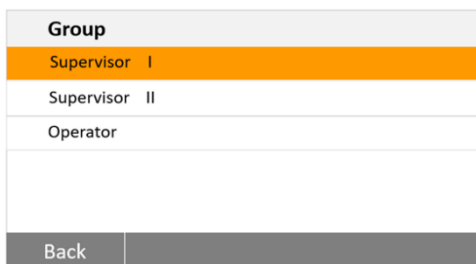 Group
Supervisor I
Supervisor II
Operator
Back